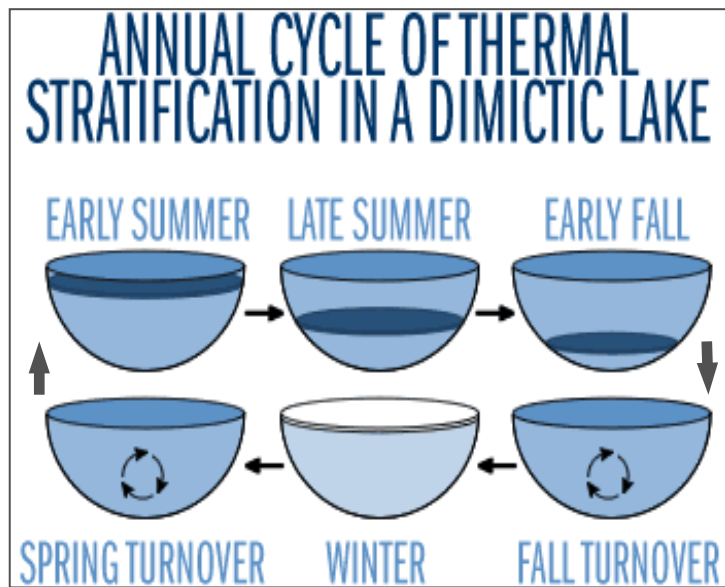 ANNUAL CYCLE OF THERMAL
STRATIFICATION IN A DIMICTIC LAKE
EARLY SUMMER LATE SUMMER EARLY FALL
SPRING TURNOVER WINTER FALL TURNOVER